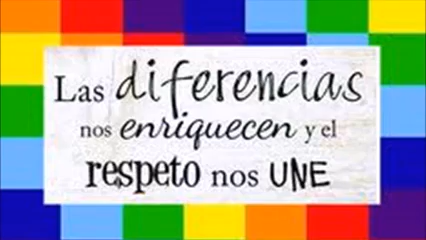 Las diferencias
nos enriquecen y el
respeto nos UNE